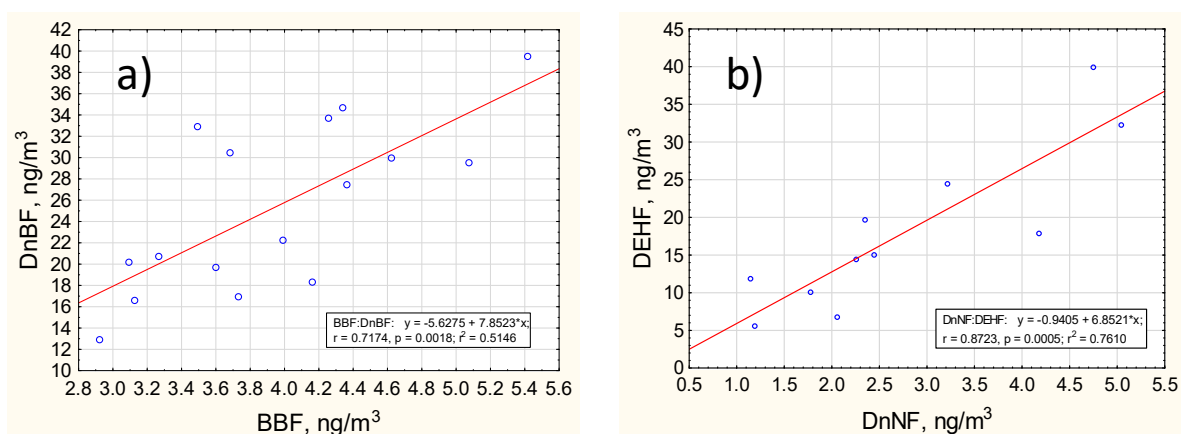 a)
42
40
38
36
34
32
30
28
26
24
22
20
18
16
14
12
10
DnBF, ng/m³
BBF:DnBF: y = -5.6275 + 7.8523*x;
r = 0.7174, p = 0.0018; r² = 0.5146
2.8 3.0 3.2 3.4 3.6 3.8 4.0 4.2 4.4 4.6 4.8 5.0 5.2 5.4 5.6
BBF, ng/m³
b)
45
40
35
30
25
20
15
10
5
0
DEHF, ng/m³
DnNF:DEHF: y = -0.9405 + 6.8521*x;
r = 0.8723, p = 0.0005; r² = 0.7610
0.5 1.0 1.5 2.0 2.5 3.0 3.5 4.0 4.5 5.0 5.5
DnNF, ng/m³